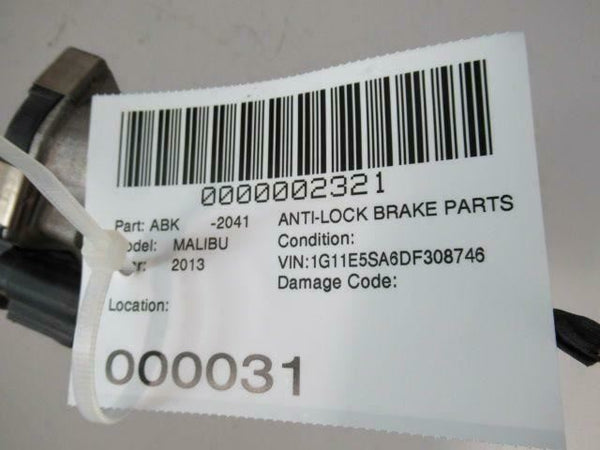 0000002321
Part: ABK -2041 ANTI-LOCK BRAKE PARTS
odel: MALIBU Condition:
2013 VIN:1G11E5SA6DF308746
Damage Code:
Location:
000031